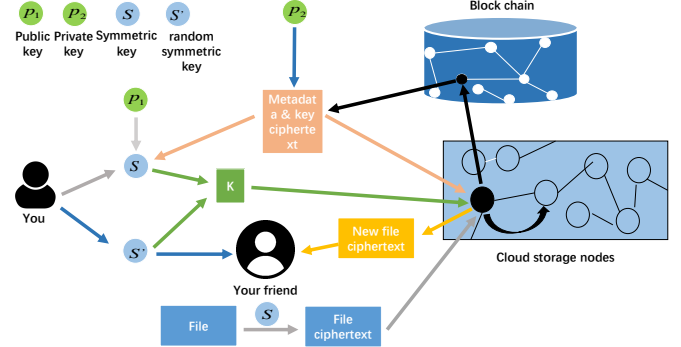 P₁
P₂
S
S'
Public
key
Private
key
Symmetric
key
random
symmetric
key
P₂
Block chain
P₁
Metadat
a & key
ciphерte
xt
S
K
You
S'
New file
ciphertext
Your friend
Cloud storage nodes
S
File
File
ciphertext